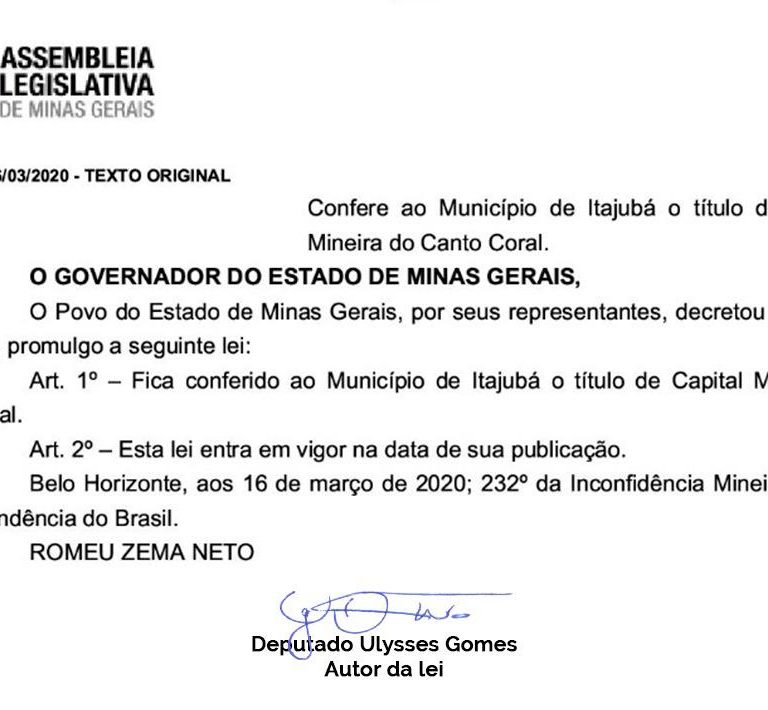 ASSEMBLEIA
LEGISLATIVA
DE MINAS GERAIS
/03/2020 - TEXTO ORIGINAL
Confere ao Município de Itajubá o título d
Mineira do Canto Coral.
O GOVERNADOR DO ESTADO DE MINAS GERAIS,
O Povo do Estado de Minas Gerais, por seus representantes, decretou
promulgo a seguinte lei:
Art. 1º – Fica conferido ao Município de Itajubá o título de Capital M
al.
Art. 2º – Esta lei entra em vigor na data de sua publicação.
Belo Horizonte, aos 16 de março de 2020; 232º da Inconfidência Minei
ndência do Brasil.
ROMEU ZEMA NETO
Deputado Ulysses Gomes
Autor da lei